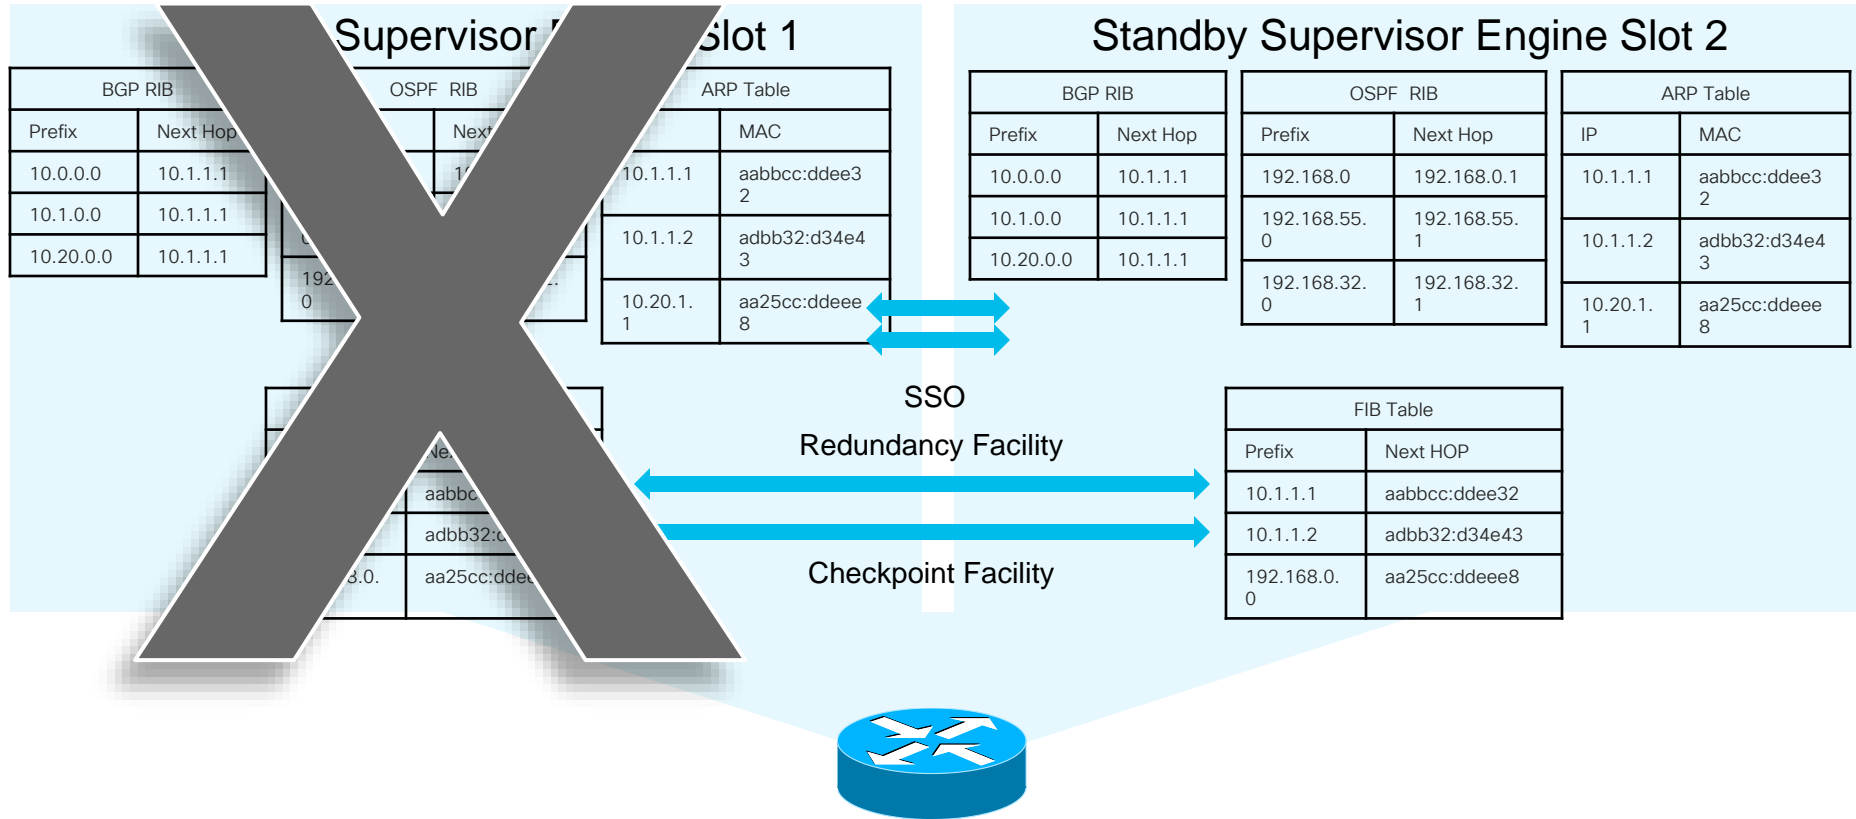 Supervisor Slot 1
BGP RIB
Prefix Next Hop
10.0.0.0 10.1.1.1
10.1.0.0 10.1.1.1
10.20.0.0 10.1.1.1
OSPF RIB
ARP Table
MAC
10.1.1.1 aabbcc:ddee3
2
10.1.1.2 adbb32:d34e4
3
10.20.1. aa25cc:ddeee
1 8
Standby Supervisor Engine Slot 2
BGP RIB
Prefix Next Hop
10.0.0.0 10.1.1.1
10.1.0.0 10.1.1.1
10.20.0.0 10.1.1.1
OSPF RIB
Prefix Next Hop
192.168.0 192.168.0.1
192.168.55. 192.168.55.
0 1
192.168.32. 192.168.32.
0 1
ARP Table
IP MAC
10.1.1.1 aabbcc:ddee3
2
10.1.1.2 adbb32:d34e4
3
10.20.1. aa25cc:ddeee
1 8
SSO
Redundancy Facility
Checkpoint Facility
FIB Table
Prefix Next HOP
10.1.1.1 aabbcc:ddee32
10.1.1.2 adbb32:d34e43
192.168.0. aa25cc:ddeee8
0